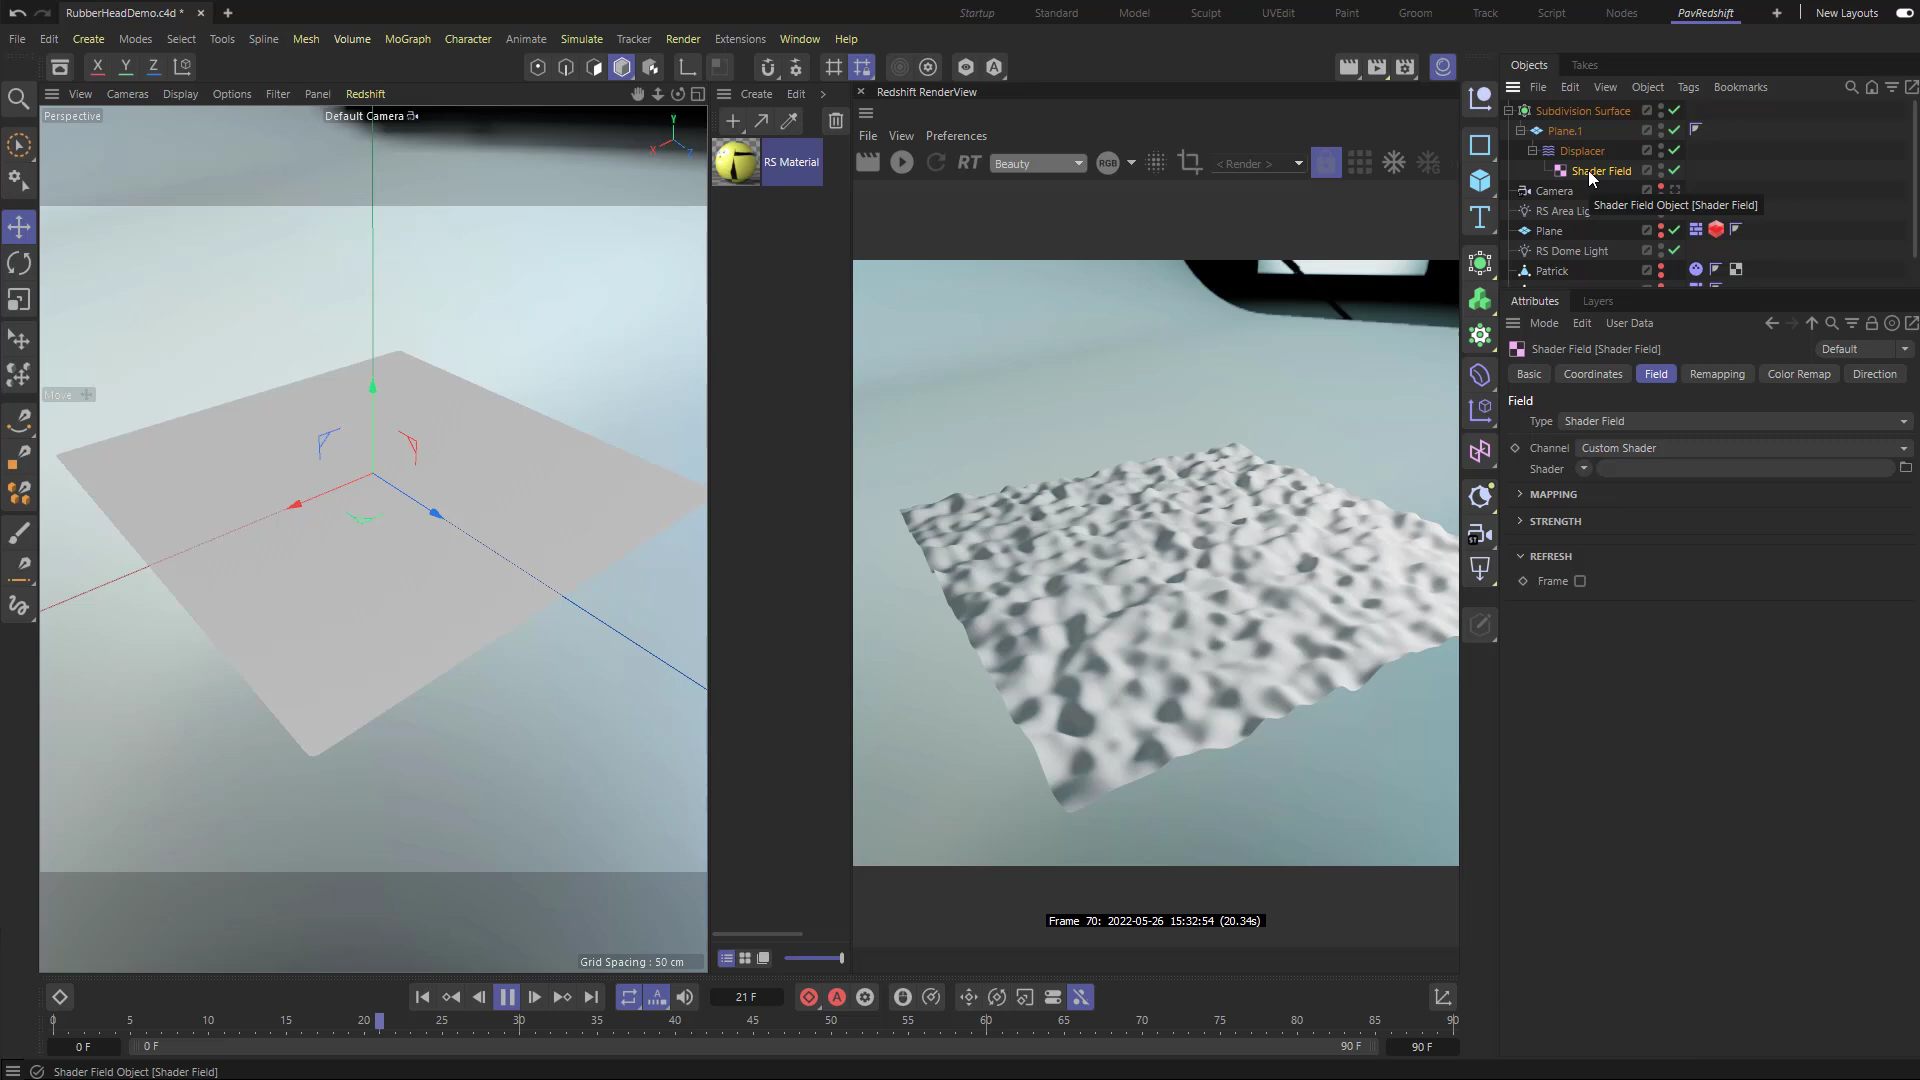 RubberHeadDemo.c4d *
Startup
Standard
Model
Sculpt
UVEdit
Paint
Groom
Track
Script
Nodes
PavRedshift
New Layouts
File
Edit
Create
Modes
Select
Tools
Spline
Mesh
Volume
MoGraph
Character
Animate
Simulate
Tracker
Render
Extensions
Window
Help
X
Y
Z
Objects
Takes
File
Edit
View
Object
Tags
Bookmarks
View
Cameras
Display
Options
Filter
Panel
Redshift
Create
Edit
Redshift RenderView
File
View
Preferences
RT
Beauty
RGB
< Render >
Perspective
Default Camera
Y
X
Z
RS Material
Subdivision Surface
Plane.1
Displacer
Shader Field
Camera
Shader Field Object [Shader Field]
RS Area Lig
Plane
RS Dome Light
Patrick
Attributes
Layers
Mode
Edit
User Data
Shader Field [Shader Field]
Default
Basic
Coordinates
Field
Remapping
Color Remap
Direction
Field
Type
Shader Field
Channel
Custom Shader
Shader
MAPPING
STRENGTH
REFRESH
Frame
Move
Frame 70: 2022-05-26 15:32:54 (20.34s)
Grid Spacing : 50 cm
21 F
0
5
10
15
20
25
30
35
40
45
50
55
60
65
70
75
80
85
90
0 F
0 F
90 F
90 F
Shader Field Object [Shader Field]